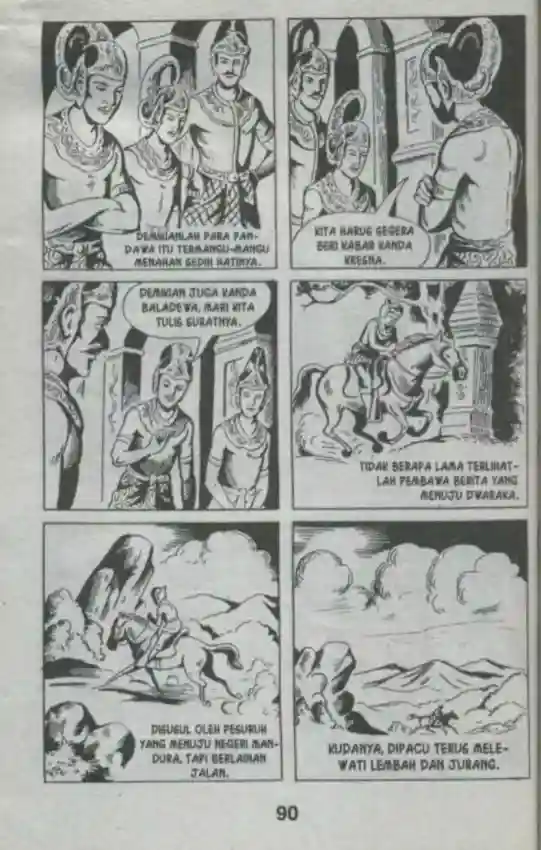 DEMIKIANLAH PARA PAN-
DAWA ITU TERMANGU-MANGU
MENAHAN SEDIH HATINYA.
KITA HARUS SEGERA
BERI KABAR KANDA
KRESNA.
DEMIKIAN JUGA KANDA
BALADEWA, MARI KITA
TULIS SURATNYA.
TIDAK BERAPA LAMA TERLIHAT-
LAH PEMBAWA BERITA YANG
MENUJU DWARAKA.
DISUSUL OLEH PESURUH
YANG MENUJU NEGERI MAN-
DURA, TAPI BERLAINAN
JALAN.
KUDANYA, DIPACU TERUS MELE-
WATI LEMBAH DAN JURANG.
90